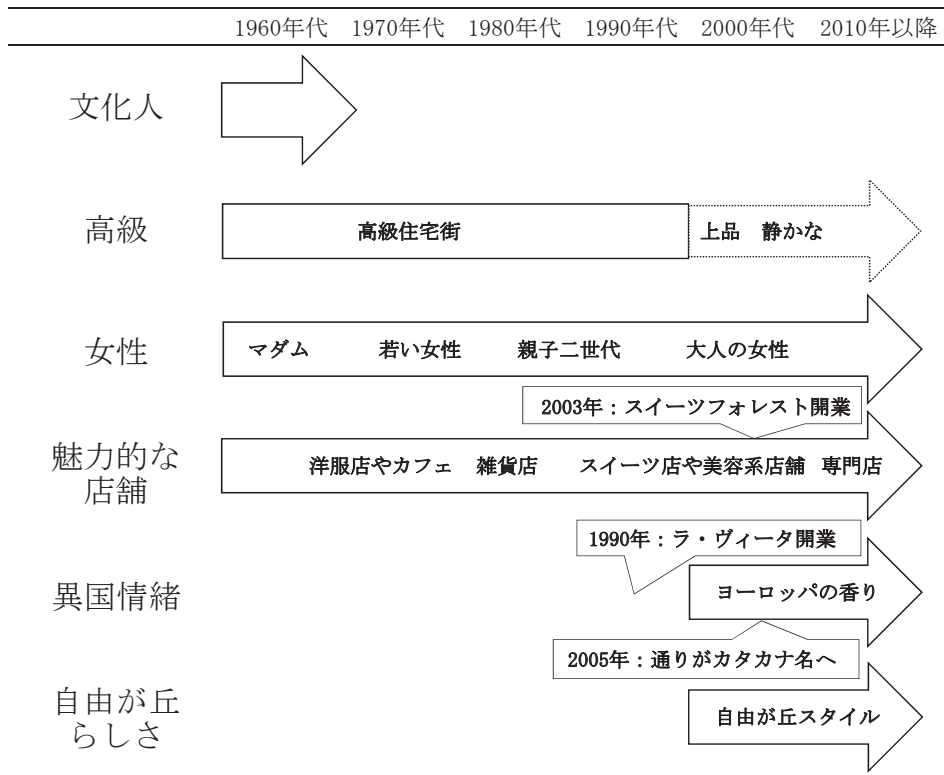 1960年代 1970年代 1980年代 1990年代 2000年代 2010年以降
文化人
高級
高級住宅街
上品 静かな
女性
マダム 若い女性 親子二世代 大人の女性
2003年：スイーツフォレスト開業
魅力的な
店舗
洋服店やカフェ 雑貨店 スイーツ店や美容系店舗 専門店
1990年：ラ・ヴィータ開業
異国情緒
ヨーロッパの香り
2005年：通りがカタカナ名へ
自由が丘
らしさ
自由が丘スタイル